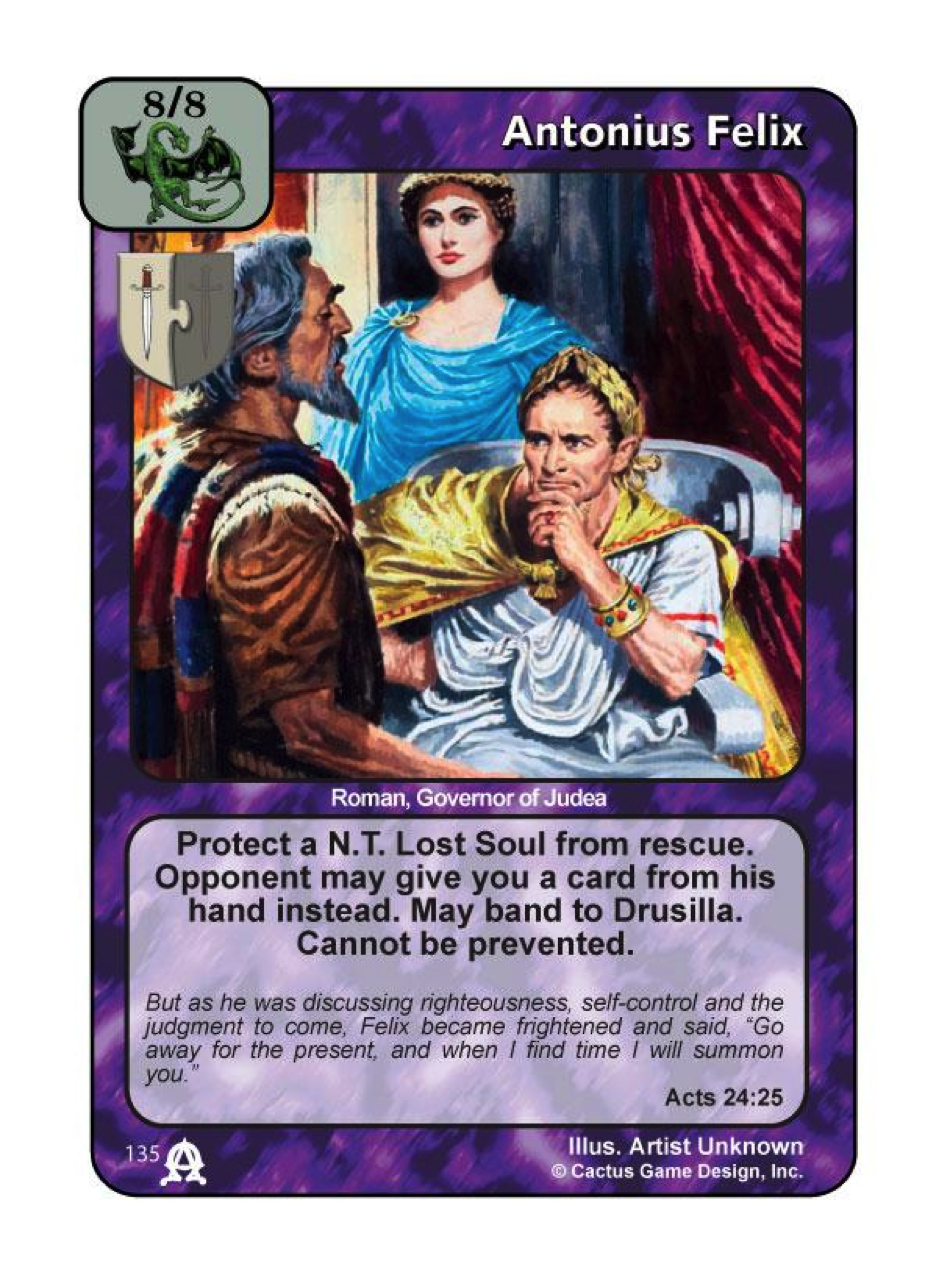 8/8
Antonius Felix
Roman, Governor of Judea
Protect a N.T. Lost Soul from rescue.
Opponent may give you a card from his
hand instead. May band to Drusilla.
Cannot be prevented.
But as he was discussing righteousness, self-control and the
judgment to come, Felix became frightened and said, “Go
away for the present, and when I find time I will summon
you.”
Acts 24:25
135
Illus. Artist Unknown
© Cactus Game Design, Inc.